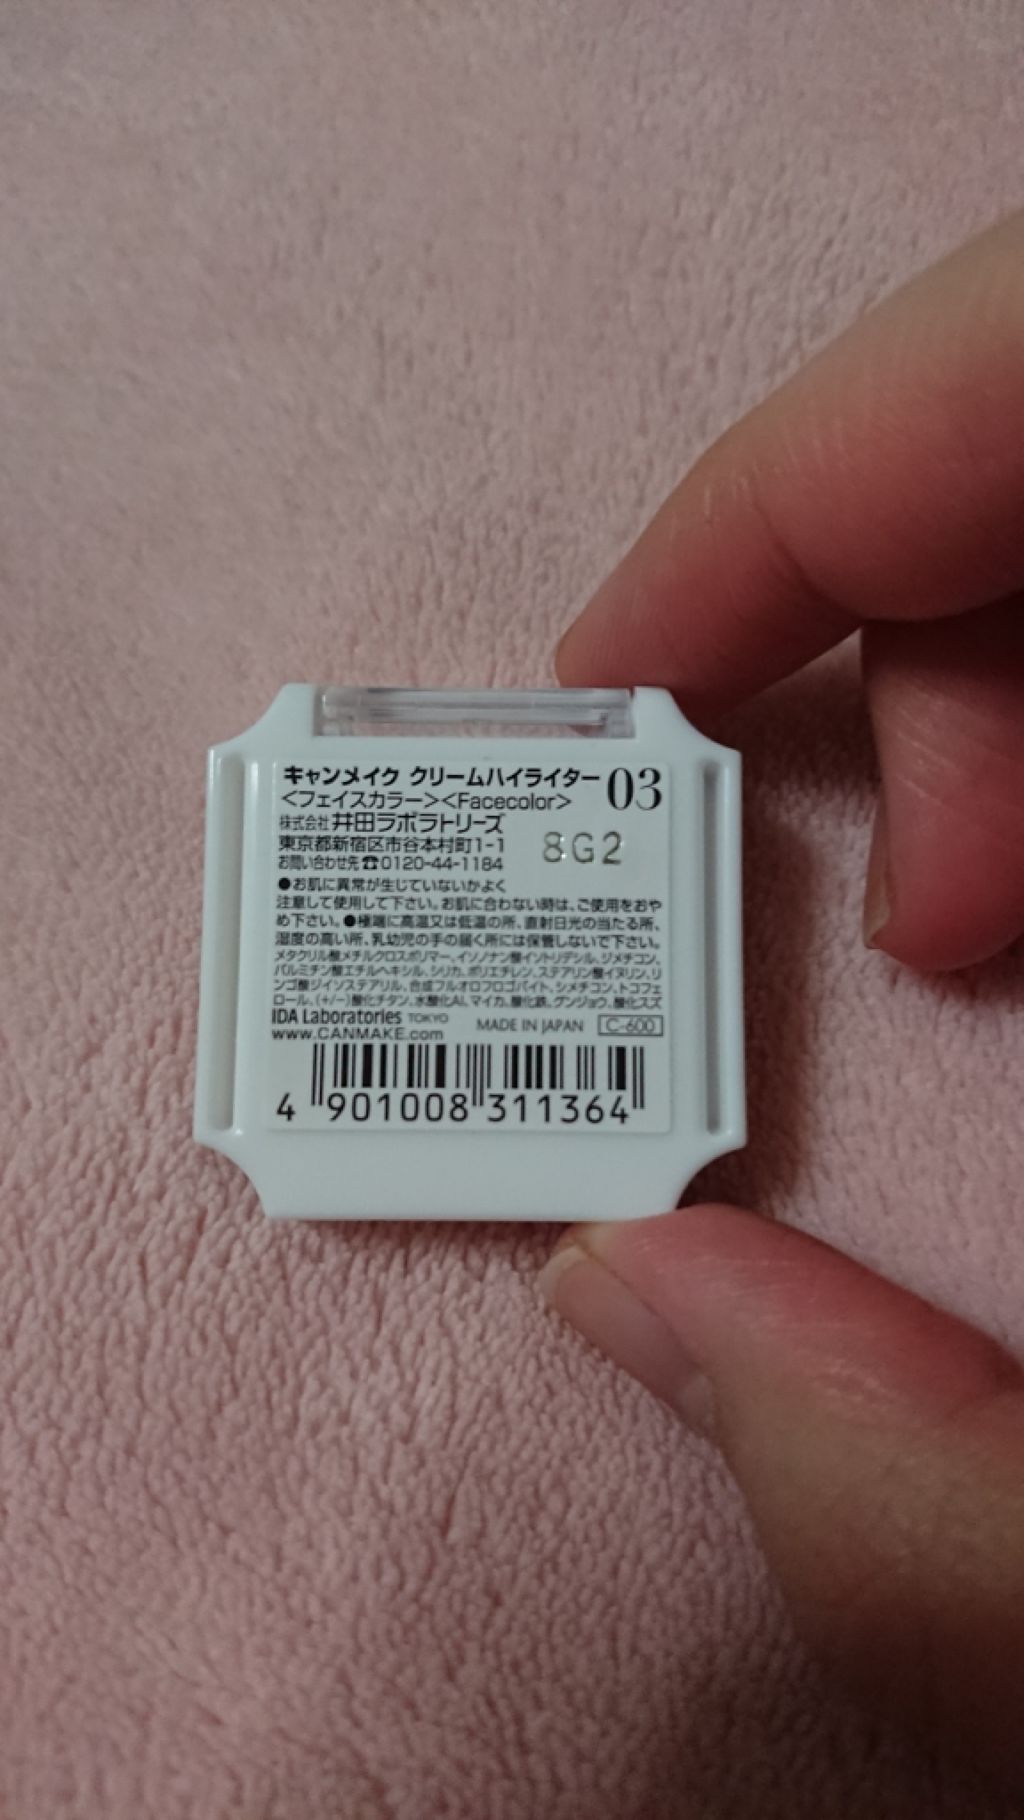 キャンメイク クリームハイライター 03
<フェイスカラー><Facecolor>
株式会社 井田ラボラトリーズ
東京都新宿区市谷本村町1-1
8G2
お問い合わせ先☎0120-44-1184
●お肌に異常が生じていないかよく
注意して使用して下さい。お肌に合わない時は、ご使用をおや
め下さい。●極端に高温又は低温の所、直射日光の当たる所、
湿度の高い所、乳幼児の手の届く所には保管しないで下さい。
メタクリル酸メチルクロスポリマー、イソノナン酸イソトリデシル、ジメチコン、
パルミチン酸エチルヘキシル、シリカ、ポリエチレン、ステアリン酸イヌリン、リ
ンゴ酸ジイソステアリル、合成フルオロフロゴパイト、シメチコン、トコフェ
ロール、(+/−)酸化チタン、水酸化Al、マイカ、酸化鉄、グンジョウ、酸化スズ
IDA Laboratories TOKYO
MADE IN JAPAN C-600
www.CANMAKE.com
4 901008 311364